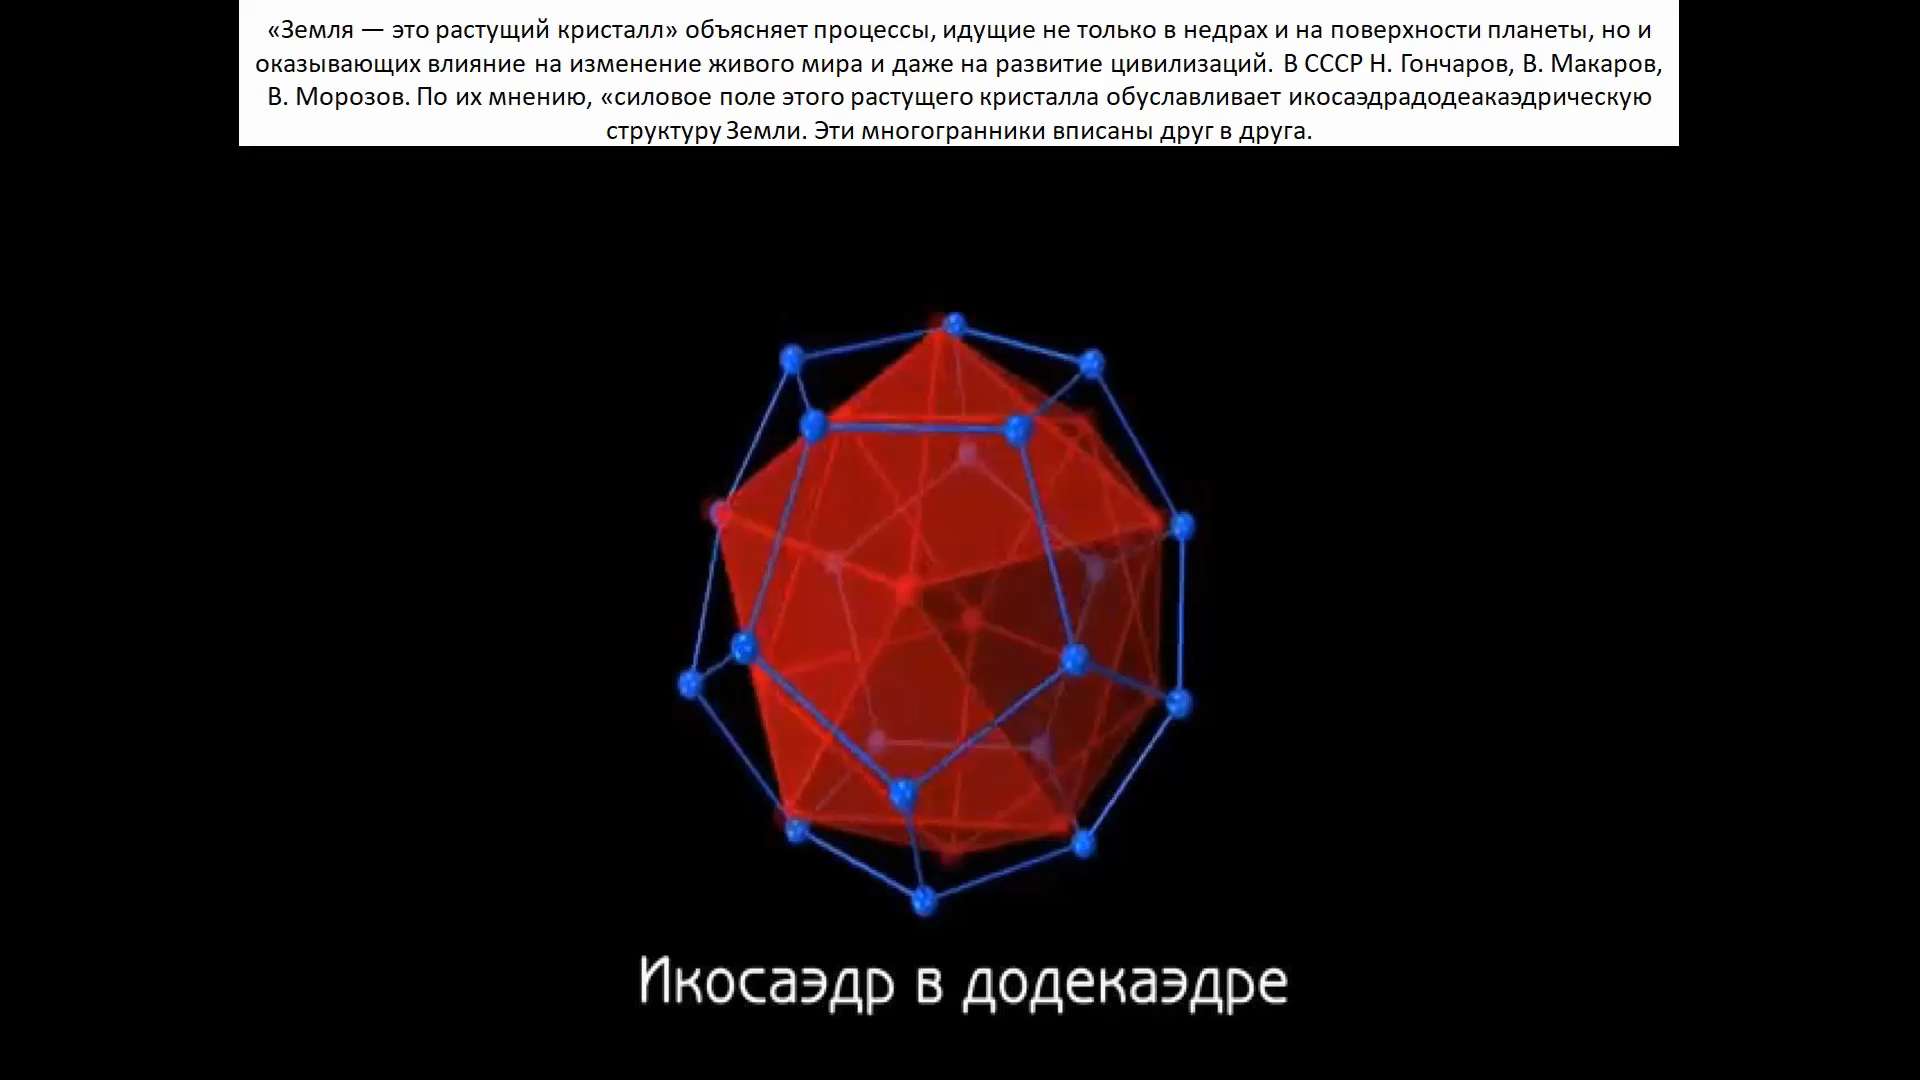 «Земля — это растущий кристалл» объясняет процессы, идущие не только в недрах и на поверхности планеты, но и
оказывающих влияние на изменение живого мира и даже на развитие цивилизаций. В СССР Н. Гончаров, В. Макаров,
В. Морозов. По их мнению, «силовое поле этого растущего кристалла обуславливает икосаэдрадодеакаэдрическую
структуру Земли. Эти многогранники вписаны друг в друга.
Икосаэдр в додекаэдре